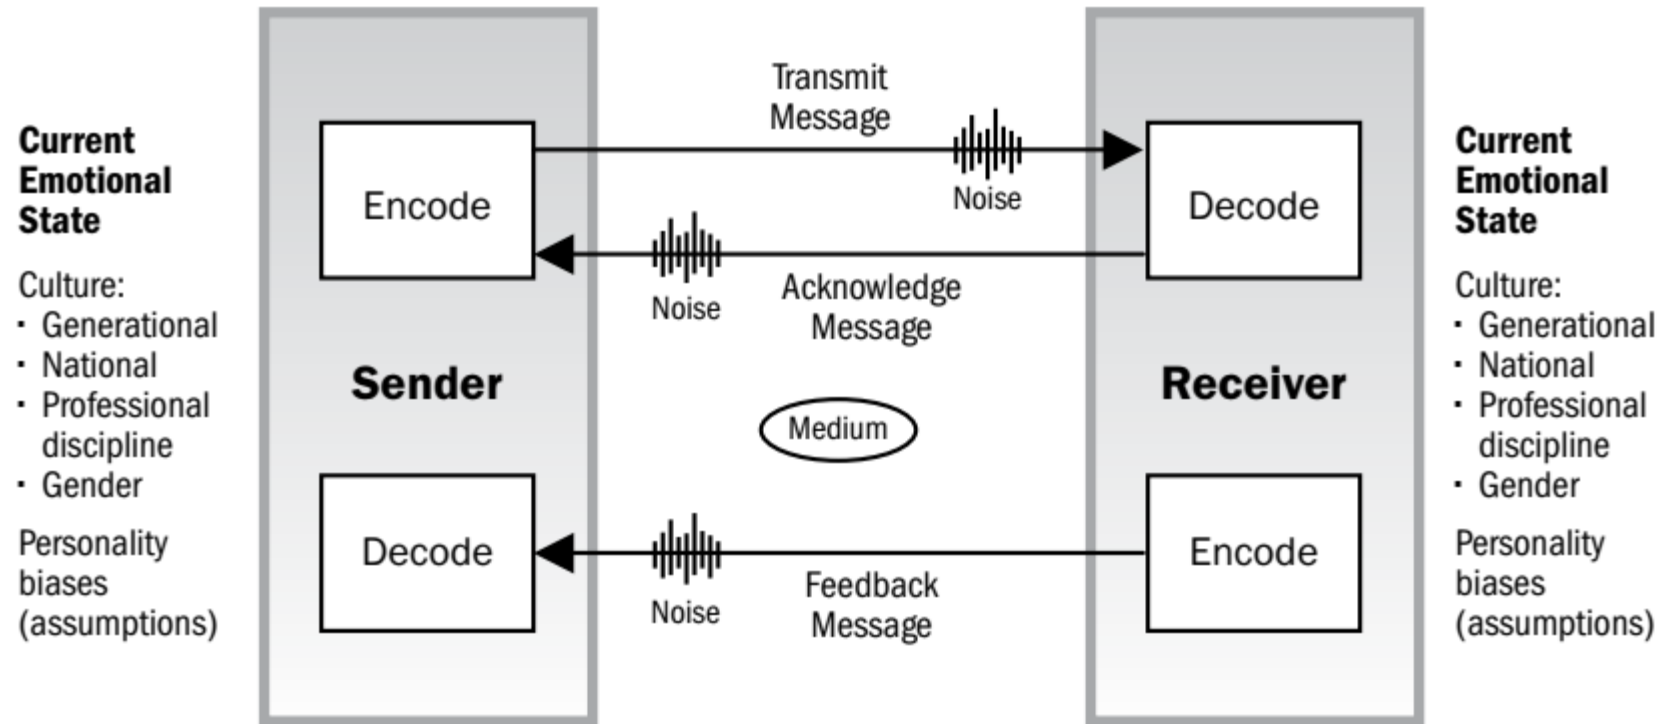 Current
Emotional
State
Culture:
▪ Generational
▪ National
▪ Professional
discipline
▪ Gender
Personality
biases
(assumptions)
Encode
Sender
Decode
Transmit
Message
Noise
Noise
Acknowledge
Message
Medium
Noise
Feedback
Message
Decode
Receiver
Encode
Current
Emotional
State
Culture:
▪ Generational
▪ National
▪ Professional
discipline
▪ Gender
Personality
biases
(assumptions)